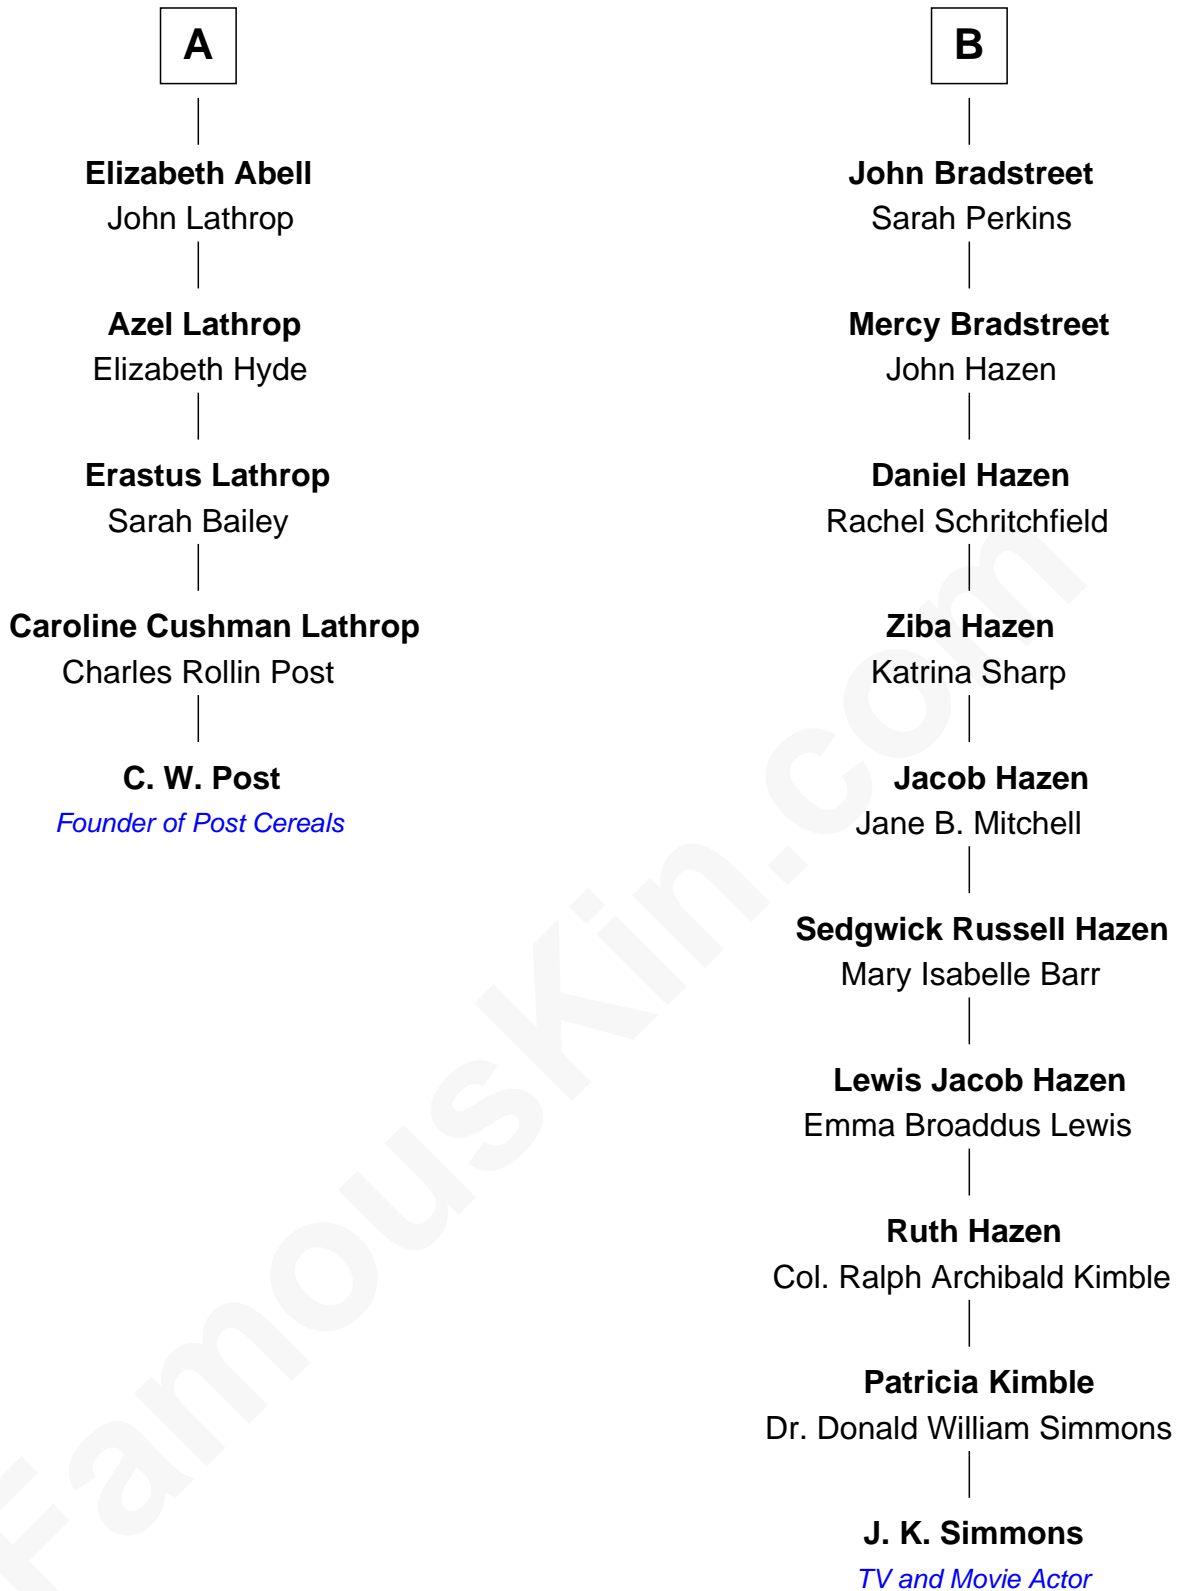 A
Elizabeth Abell
John Lathrop
Azel Lathrop
Elizabeth Hyde
Erastus Lathrop
Sarah Bailey
Caroline Cushman Lathrop
Charles Rollin Post
C. W. Post
Founder of Post Cereals
B
John Bradstreet
Sarah Perkins
Mercy Bradstreet
John Hazen
Daniel Hazen
Rachel Schritchfield
Ziba Hazen
Katrina Sharp
Jacob Hazen
Jane B. Mitchell
Sedgwick Russell Hazen
Mary Isabelle Barr
Lewis Jacob Hazen
Emma Broaddus Lewis
Ruth Hazen
Col. Ralph Archibald Kimble
Patricia Kimble
Dr. Donald William Simmons
J. K. Simmons
TV and Movie Actor
FamousKin.com